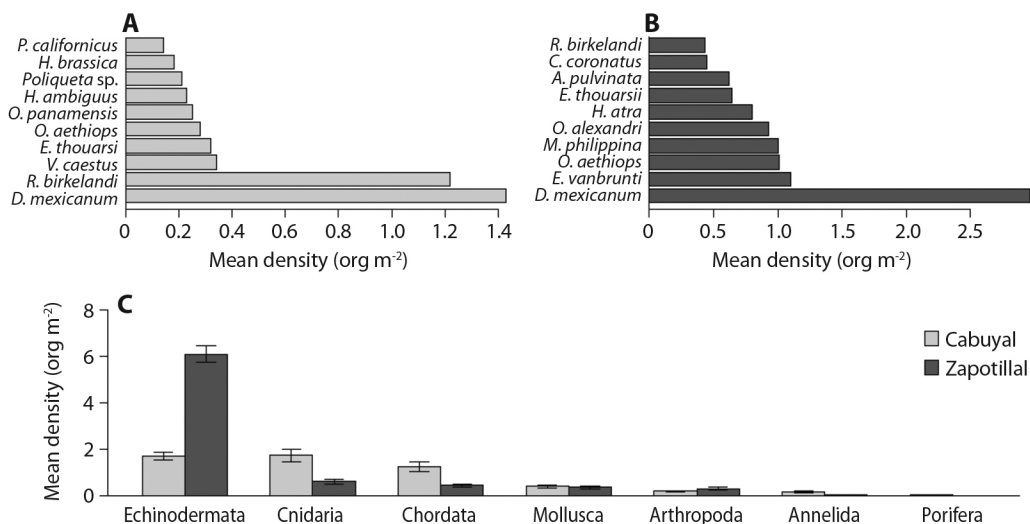 A
P. californicus
H. brassica
Poliqueta sp.
H. ambiguus
O. panamensis
O. aethiops
E. thouarsi
V. caestus
R. birkelandi
D. mexicanum
0 0.2 0.4 0.6 0.8 1.0 1.2 1.4
Mean density (org m-2)
B
R. birkelandi
C. coronatus
A. pulvinata
E. thouarsii
H. atra
O. alexandri
M. philippina
O. aethiops
E. vanbrunti
D. mexicanum
0 0.5 1.0 1.5 2.0 2.5
Mean density (org m-2)
C
Mean density (org m-2)
8
6
4
2
0
Cabuyal
Zapotillal
Echinodermata Cnidaria Chordata Mollusca Arthropoda Annelida Porifera